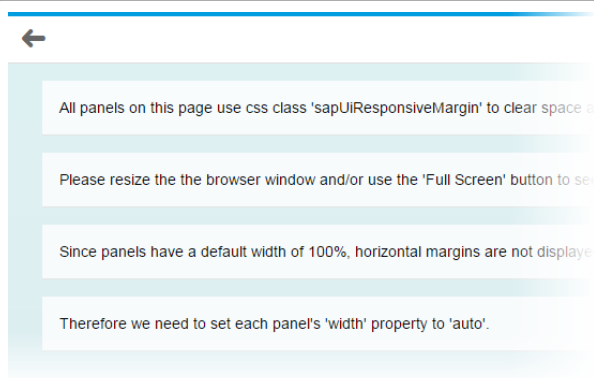 All panels on this page use css class 'sapUiResponsiveMargin' to clear space
Please resize the the browser window and/or use the 'Full Screen' button to
Since panels have a default width of 100%, horizontal margins are not
Therefore we need to set each panel's 'width' property to 'auto'.